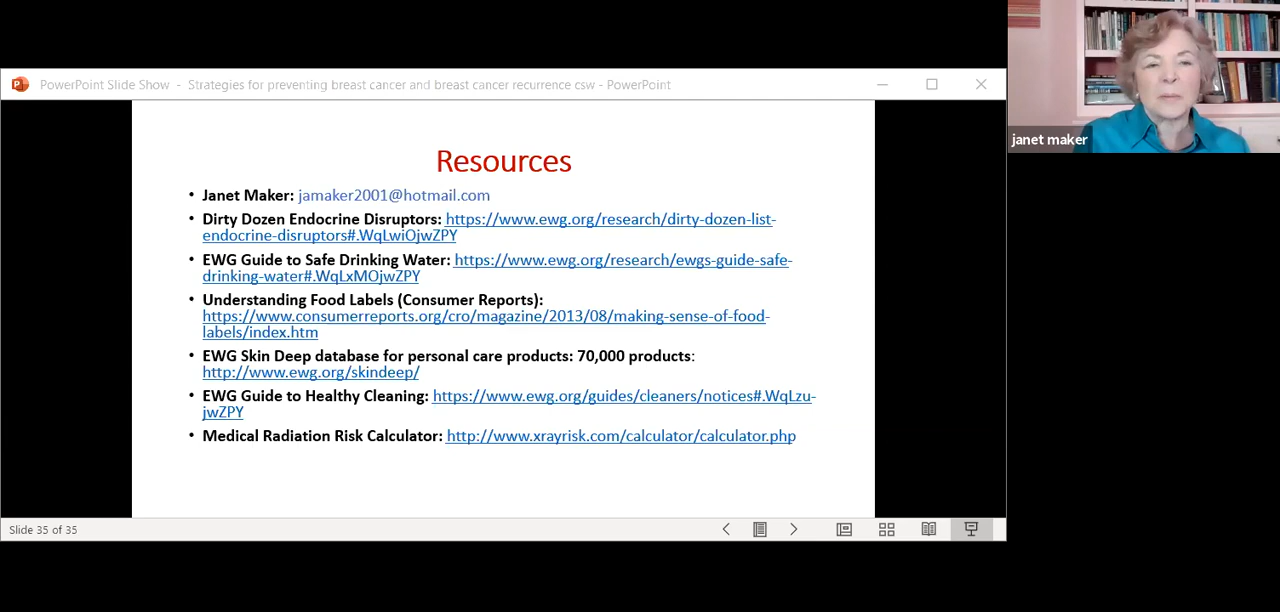 PowerPoint Slide Show - Strategies for preventing breast cancer and breast cancer recurrence csw - PowerPoint
janet maker
Resources
• Janet Maker: jamaker2001@hotmail.com
• Dirty Dozen Endocrine Disruptors: https://www.ewg.org/research/dirty-dozen-list-
endocrine-disruptors#.WqLwiOjwZPY
• EWG Guide to Safe Drinking Water: https://www.ewg.org/research/ewgs-guide-safe-
drinking-water#.WqLxMOjwZPY
• Understanding Food Labels (Consumer Reports):
https://www.consumerreports.org/cro/magazine/2013/08/making-sense-of-food-
labels/index.htm
• EWG Skin Deep database for personal care products: 70,000 products:
http://www.ewg.org/skindeep/
• EWG Guide to Healthy Cleaning: https://www.ewg.org/guides/cleaners/notices#.WqLzu-
jwZPY
• Medical Radiation Risk Calculator: http://www.xrayrisk.com/calculator/calculator.php
Slide 35 of 35